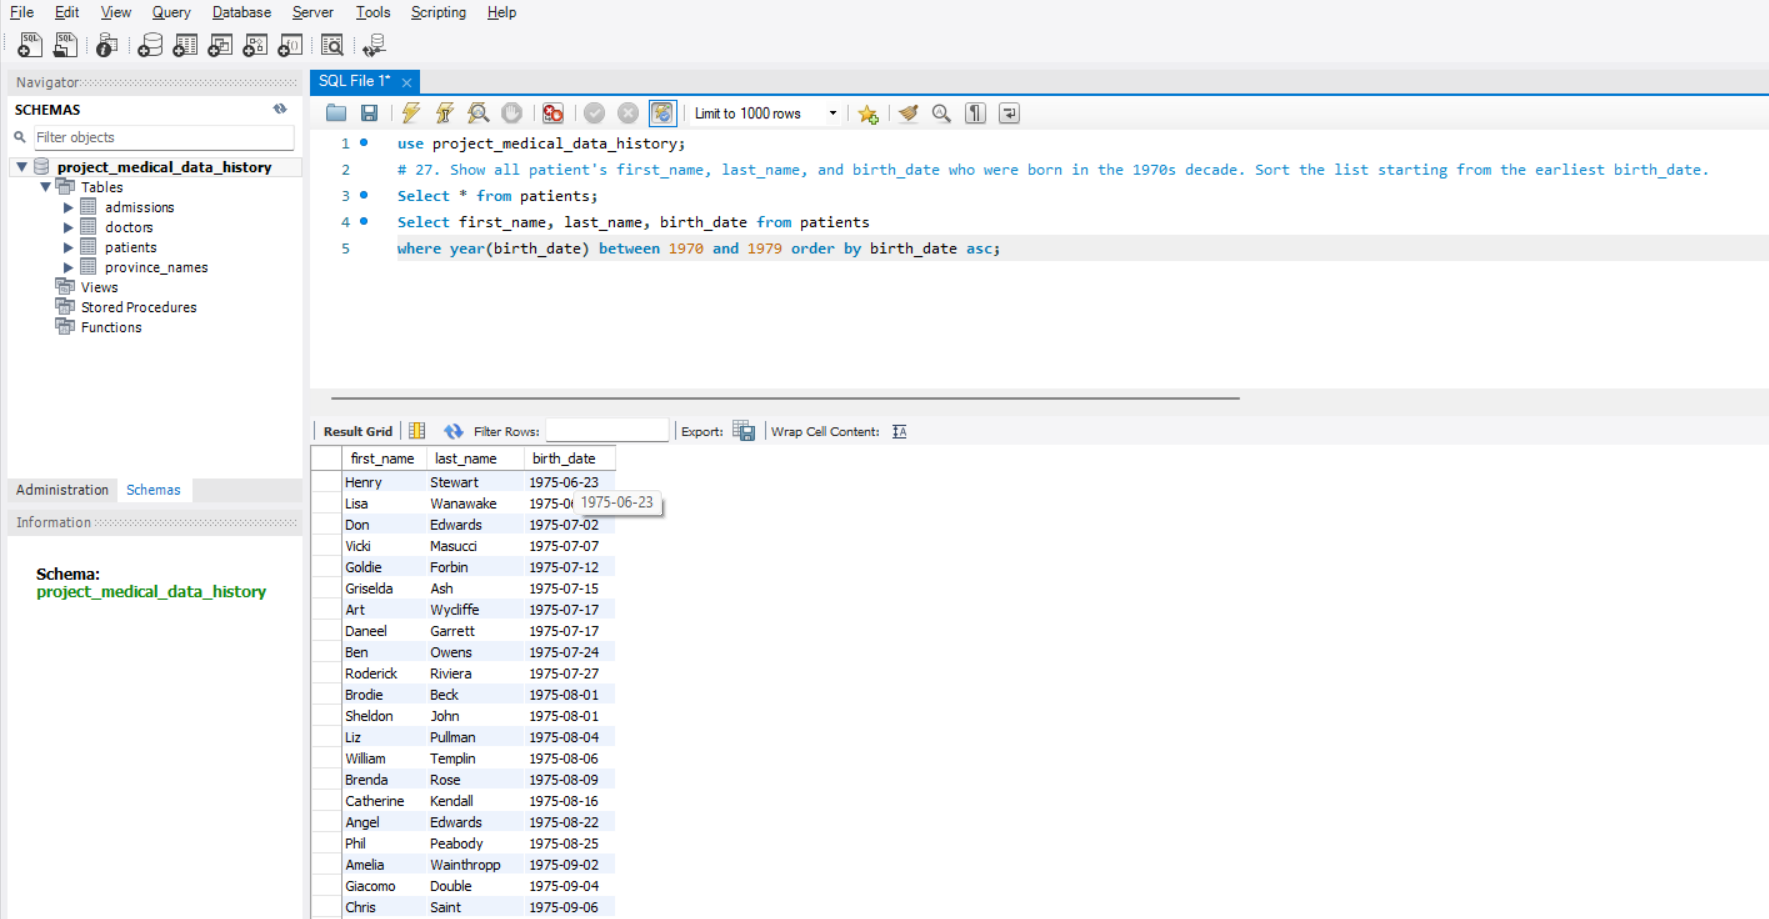 File Edit View Query Database Server Tools Scripting Help
Navigator
SCHEMAS
Filter objects
project_medical_data_history
Tables
admissions
doctors
patients
province_names
Views
Stored Procedures
Functions
Administration Schemas
Information
Schema:
project_medical_data_history
SQL File 1*
Limit to 1000 rows
1 use project_medical_data_history;
2 # 27. Show all patient's first_name, last_name, and birth_date who were born in the 1970s decade. Sort the list starting from the earliest birth_date.
3 Select * from patients;
4 Select first_name, last_name, birth_date from patients
5 where year(birth_date) between 1970 and 1979 order by birth_date asc;
Result Grid Filter Rows: Export: Wrap Cell Content:
first_name last_name birth_date
Henry Stewart 1975-06-23
Lisa Wanawake 1975-06
1975-06-23
Don Edwards 1975-07-02
Vicki Masucci 1975-07-07
Goldie Forbin 1975-07-12
Griselda Ash 1975-07-15
Art Wycliffe 1975-07-17
Daneel Garrett 1975-07-17
Ben Owens 1975-07-24
Roderick Riviera 1975-07-27
Brodie Beck 1975-08-01
Sheldon John 1975-08-01
Liz Pullman 1975-08-04
William Templin 1975-08-06
Brenda Rose 1975-08-09
Catherine Kendall 1975-08-16
Angel Edwards 1975-08-22
Phil Peabody 1975-08-25
Amelia Wainthropp 1975-09-02
Giacomo Double 1975-09-04
Chris Saint 1975-09-06